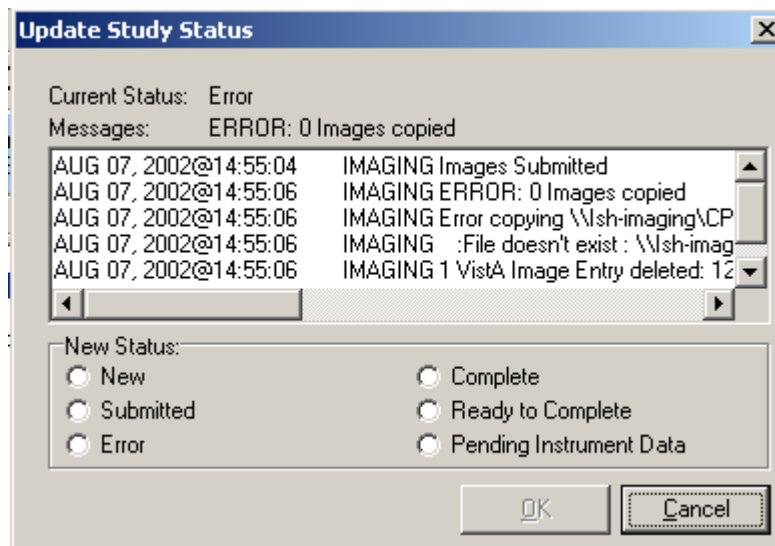 Update Study Status
Current Status: Error
Messages: ERROR: 0 Images copied
AUG 07, 2002@14:55:04 IMAGING Images Submitted
AUG 07, 2002@14:55:06 IMAGING ERROR: 0 Images copied
AUG 07, 2002@14:55:06 IMAGING Error copying \\Ish-imaging\CP
AUG 07, 2002@14:55:06 IMAGING :File doesn't exist : \\Ish-imag
AUG 07, 2002@14:55:06 IMAGING 1 VistA Image Entry deleted: 12
New Status:
New
Complete
Submitted
Ready to Complete
Error
Pending Instrument Data
OK
Cancel